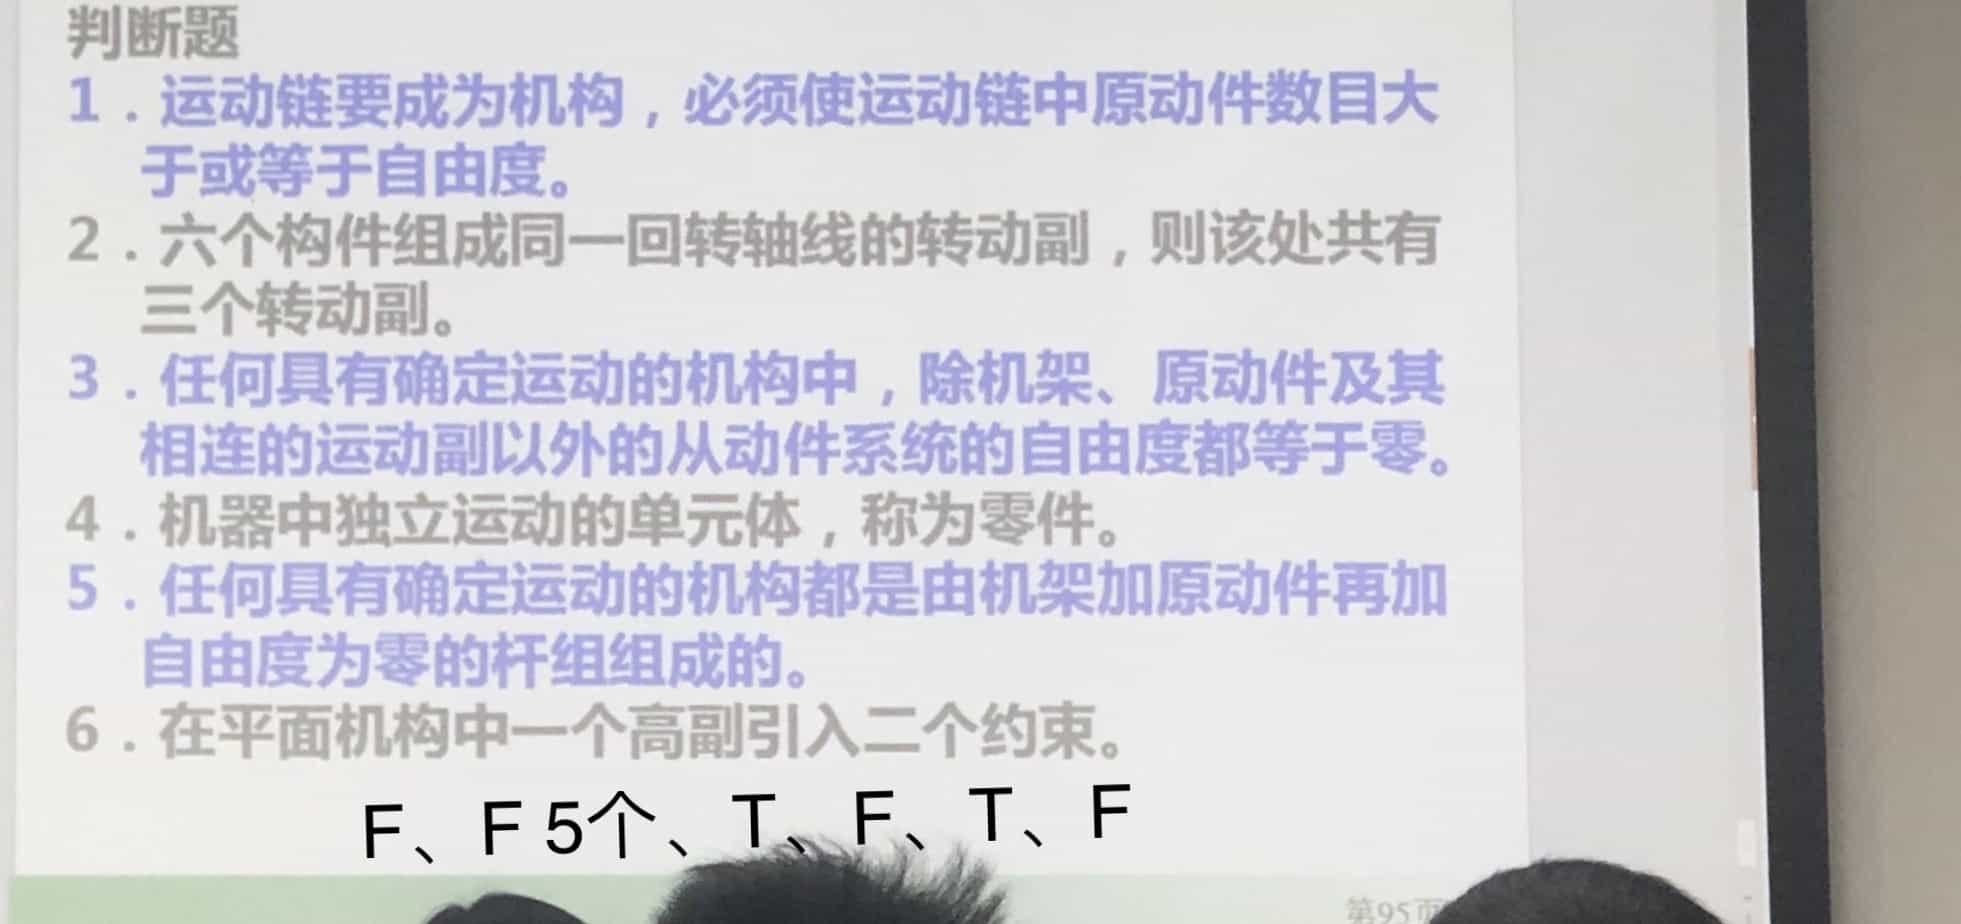 判断题
1．运动链要成为机构，必须使运动链中原动件数目大
于或等于自由度。
2．六个构件组成同一回转轴线的转动副，则该处共有
三个转动副。
3．任何具有确定运动的机构中，除机架、原动件及其
相连的运动副以外的从动件系统的自由度都等于零。
4．机器中独立运动的单元体，称为零件。
5．任何具有确定运动的机构都是由机架加原动件再加
自由度为零的杆组组成的。
6．在平面机构中一个高副引入二个约束。
F、F 5个、T、F、T、F
第95页